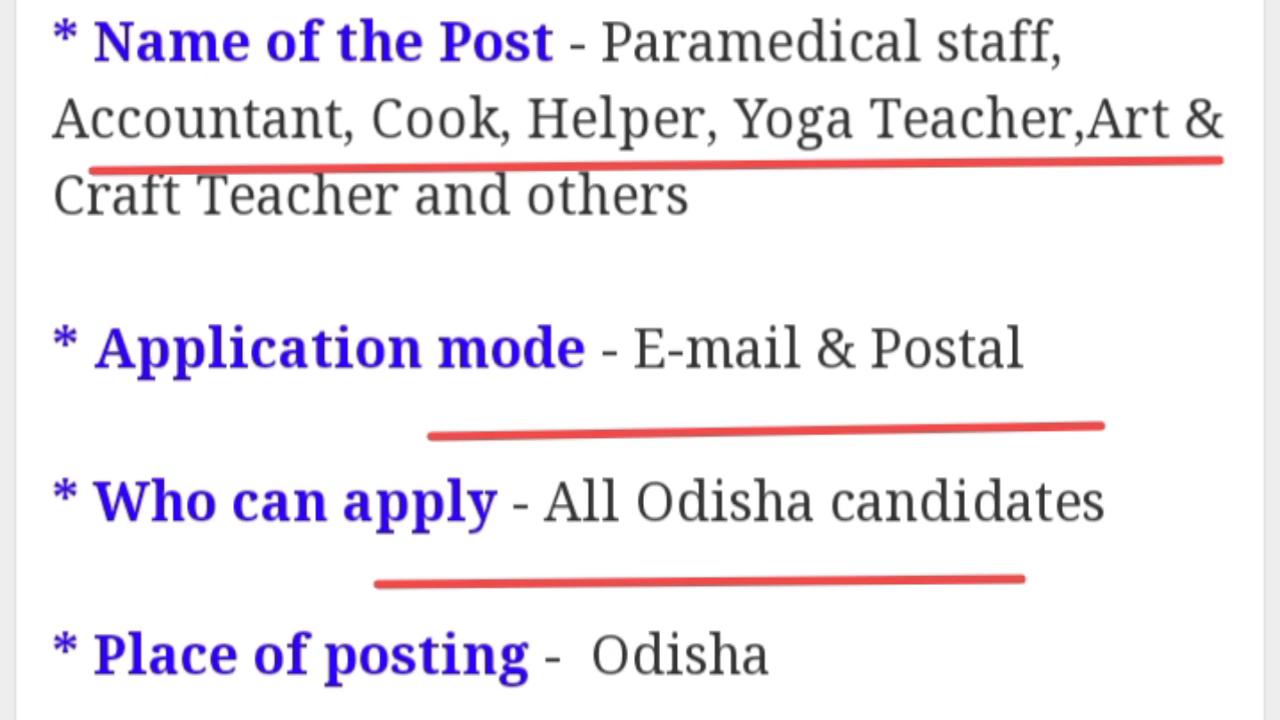 * Name of the Post - Paramedical staff,
Accountant, Cook, Helper, Yoga Teacher,Art &
Craft Teacher and others
* Application mode - E-mail & Postal
* Who can apply - All Odisha candidates
* Place of posting - Odisha